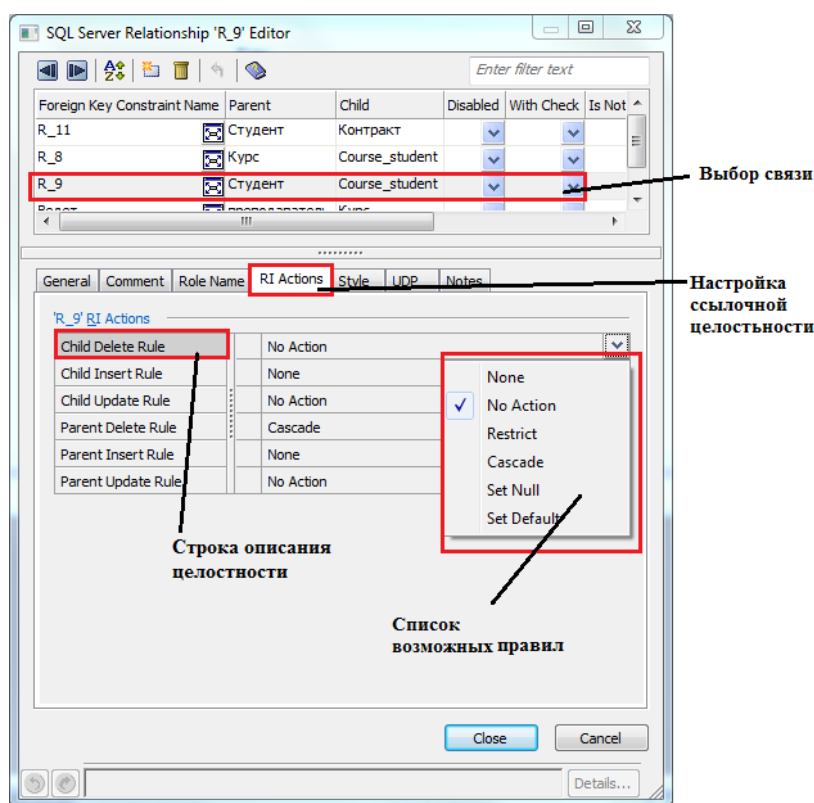 SQL Server Relationship 'R_9' Editor
Enter filter text
Foreign Key Constraint Name Parent Child Disabled With Check Is Not
R_11 Студент Контракт
R_8 Курс Course_student
R_9 Студент Course_student
Выбор связи
General Comment Role Name RI Actions Style UDP Notes
Настройка
ссылочной
целостьности
'R_9' RI Actions
Child Delete Rule No Action
Child Insert Rule None
Child Update Rule No Action
Parent Delete Rule Cascade
Parent Insert Rule None
Parent Update Rule No Action
None
No Action
Restrict
Cascade
Set Null
Set Default
Строка описания
целостности
Список
возможных правил
Close Cancel
Details...